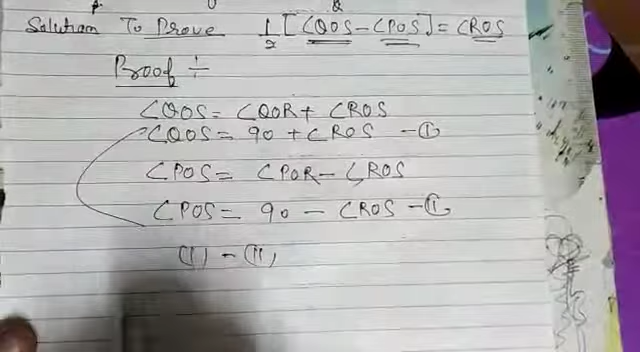 Solution To Prove 1/2 [∠QOS - ∠POS] = ∠ROS
Proof ÷
∠QOS = ∠QOR + ∠ROS
∠QOS = 90 + ∠ROS - ①
∠POS = ∠POR - ∠ROS
∠POS = 90 - ∠ROS - ⑪
(I) - (II)